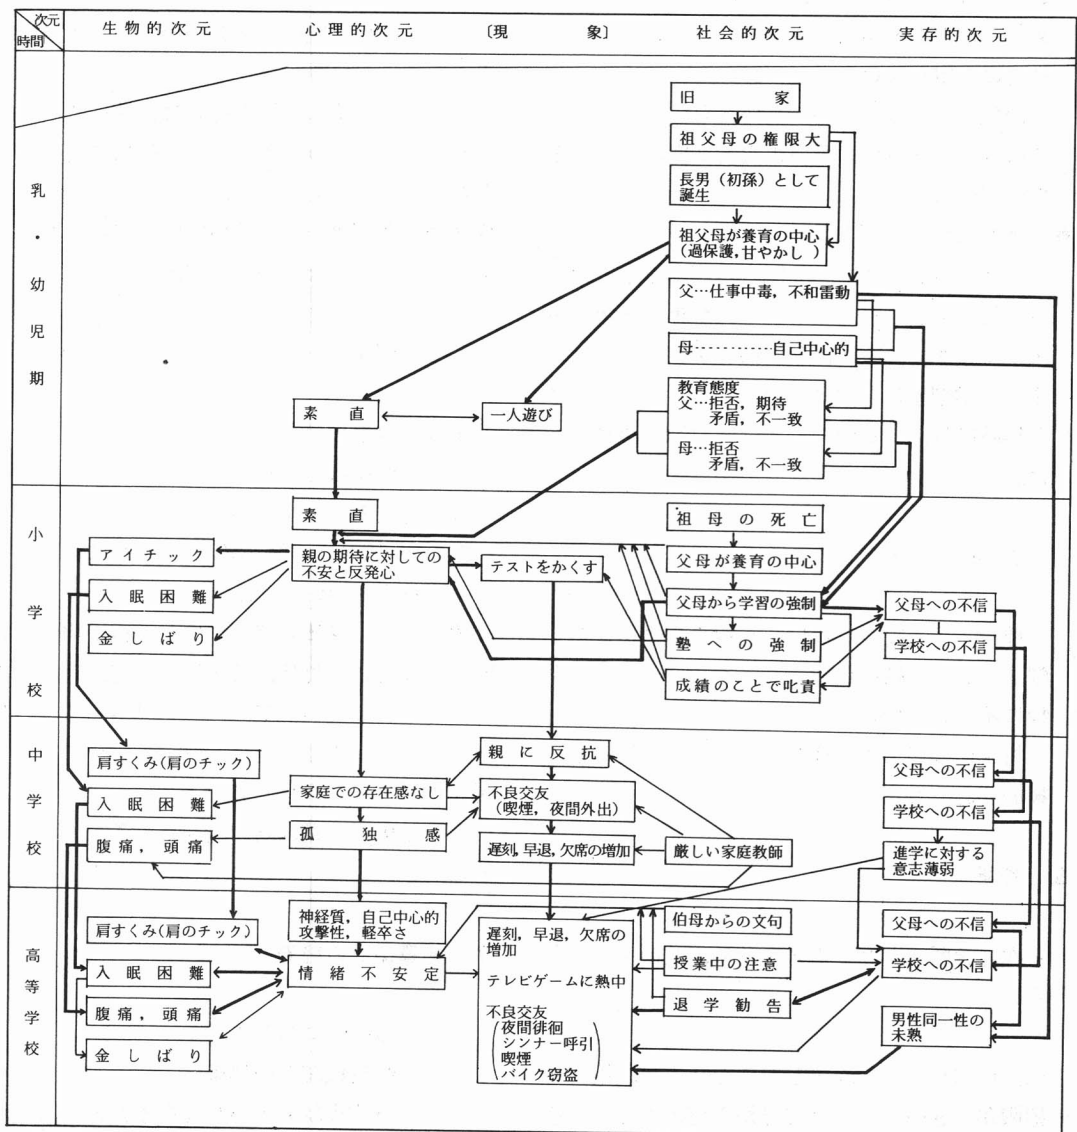 次元
時間
生物的次元 心理的次元 〔現 象〕 社会的次元 実存的次元
乳・幼児期
旧 家
祖父母の権限大
長男(初孫)として
誕生
祖父母が養育の中心
(過保護,甘やかし )
父…仕事中毒,不和雷動
母…………自己中心的
教育態度
父…拒否,期待
矛盾,不一致
母…拒否
矛盾,不一致
素 直
一人遊び
小学校
素 直
祖母の死亡
アイチック
親の期待に対しての
不安と反発心
テストをかくす
父母が養育の中心
入眠困難
父母から学習の強制
父母への不信
金しばり
塾への強制
学校への不信
成績のことで叱責
中学校
肩すくみ(肩のチック)
親に反抗
父母への不信
入眠困難
家庭での存在感なし
不良交友
(喫煙,夜間外出)
学校への不信
腹痛,頭痛
孤独感
遅刻,早退,欠席の増加
厳しい家庭教師
進学に対する
意志薄弱
高等学校
肩すくみ(肩のチック)
神経質,自己中心的
攻撃性,軽卒さ
遅刻,早退,欠席の
増加
伯母からの文句
父母への不信
入眠困難
情緒不安定
テレビゲームに熱中
授業中の注意
学校への不信
腹痛,頭痛
不良交友
(夜間徘徊
シンナー呼引
喫煙
バイク窃盗)
退学勧告
男性同一性の
未熟
金しばり